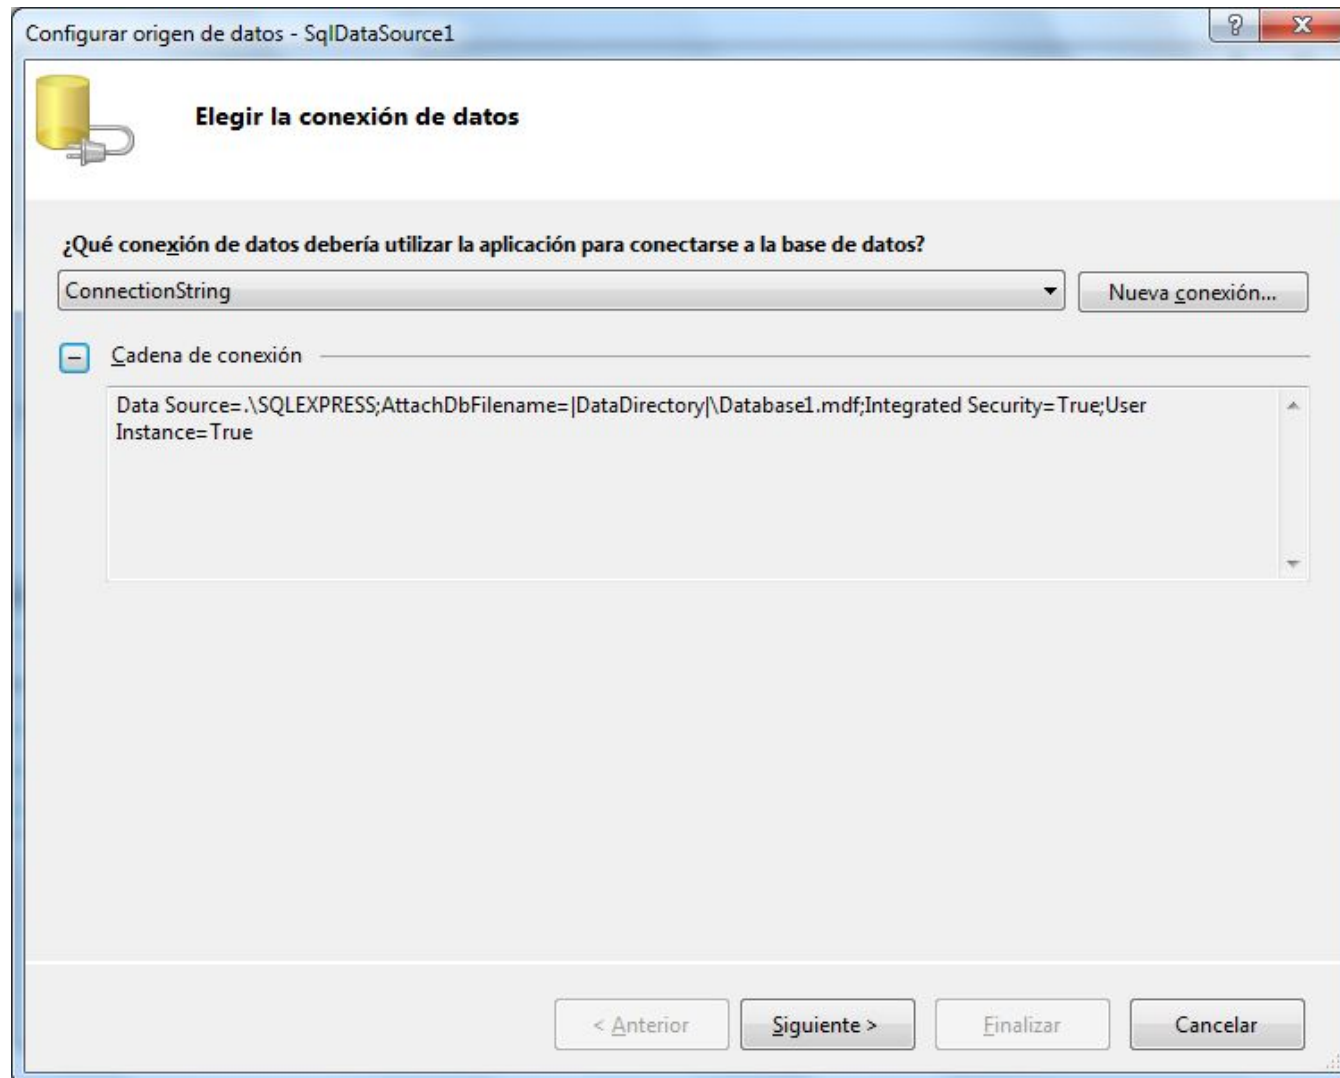 Configurar origen de datos - SqlDataSource1
Elegir la conexión de datos
¿Qué conexión de datos debería utilizar la aplicación para conectarse a la base de datos?
ConnectionString
Nueva conexión...
Cadena de conexión
Data Source=.\SQLEXPRESS;AttachDbFilename=|DataDirectory|\Database1.mdf;Integrated Security=True;User
Instance=True
< Anterior
Siguiente >
Finalizar
Cancelar